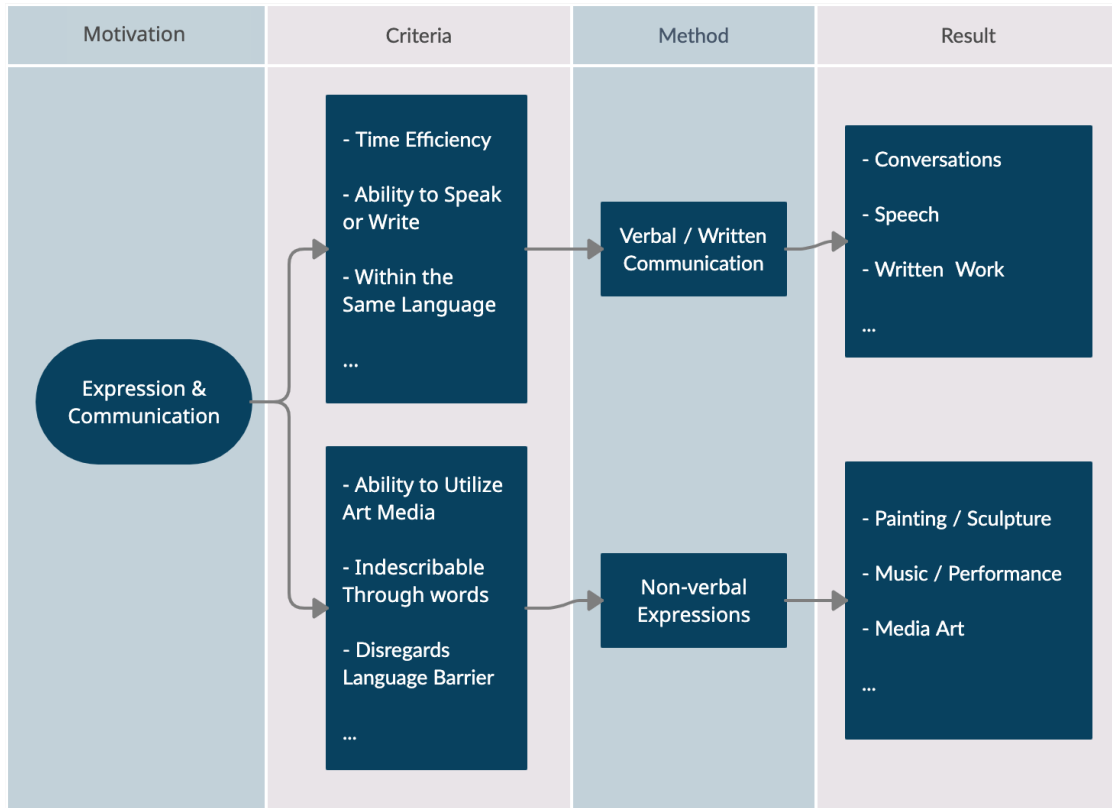 Motivation
Criteria
Method
Result
Expression &
Communication
- Time Efficiency
- Ability to Speak
or Write
- Within the
Same Language
...
Verbal / Written
Communication
- Conversations
- Speech
- Written  Work
...
- Ability to Utilize
Art Media
- Indescribable
Through words
- Disregards
Language Barrier
...
Non-verbal
Expressions
- Painting / Sculpture
- Music / Performance
- Media Art
...